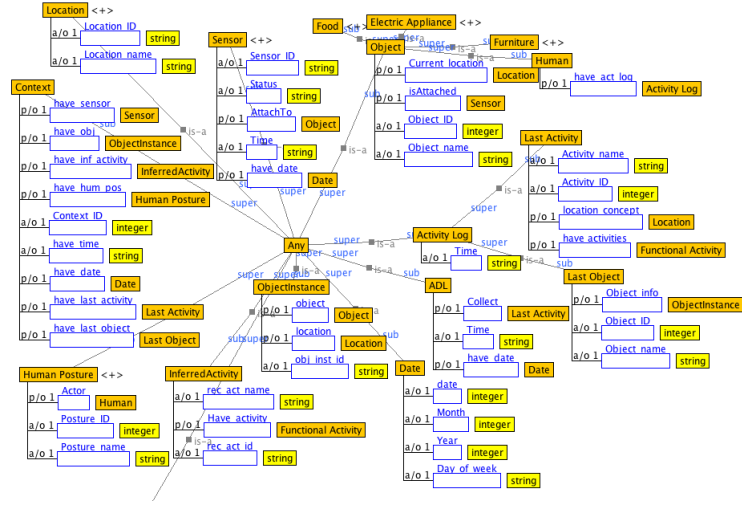 Location <+>
a/o 1 Location_ID string
a/o 1 Location_name string
Sensor <+>
a/o 1 Sensor_ID string
a/o 1 Status string
a/o 1 AttachTo Object
a/o 1 Time string
a/o 1 have_date Date
Food <+>
Electric Appliance <+>
Furniture <+>
Human
p/o 1 have_act_log Activity Log
Object
p/o 1 Current_location Location
p/o 1 isAttached Sensor
a/o 1 Object_ID integer
a/o 1 Object_name string
Context
p/o 1 have_sensor Sensor
p/o 1 have_obj ObjectInstance
p/o 1 have_inf_activity InferredActivity
p/o 1 have_hum_pos Human Posture
a/o 1 Context_ID integer
a/o 1 have_time string
p/o 1 have_date Date
p/o 1 have_last_activity Last Activity
p/o 1 have_last_object Last Object
Last Activity
a/o 1 Activity_name string
a/o 1 Activity_ID integer
p/o 1 location_concept Location
a/o 1 have_activities Functional Activity
Any
Activity Log
a/o 1 Time string
sub
super
is-a
ObjectInstance
p/o 1 object Object
p/o 1 location Location
a/o 1 obj_inst_id string
ADL
p/o 1 Collect Last Activity
a/o 1 Time string
p/o 1 have_date Date
Last Object
p/o 1 Object_info ObjectInstance
a/o 1 Object_ID integer
a/o 1 Object_name string
Human Posture <+>
p/o 1 Actor Human
a/o 1 Posture_ID integer
a/o 1 Posture_name string
InferredActivity
a/o 1 rec_act_name string
p/o 1 Have_activity Functional Activity
a/o 1 rec_act_id string
Date
a/o 1 date integer
a/o 1 Month integer
a/o 1 Year integer
a/o 1 Day_of_week string